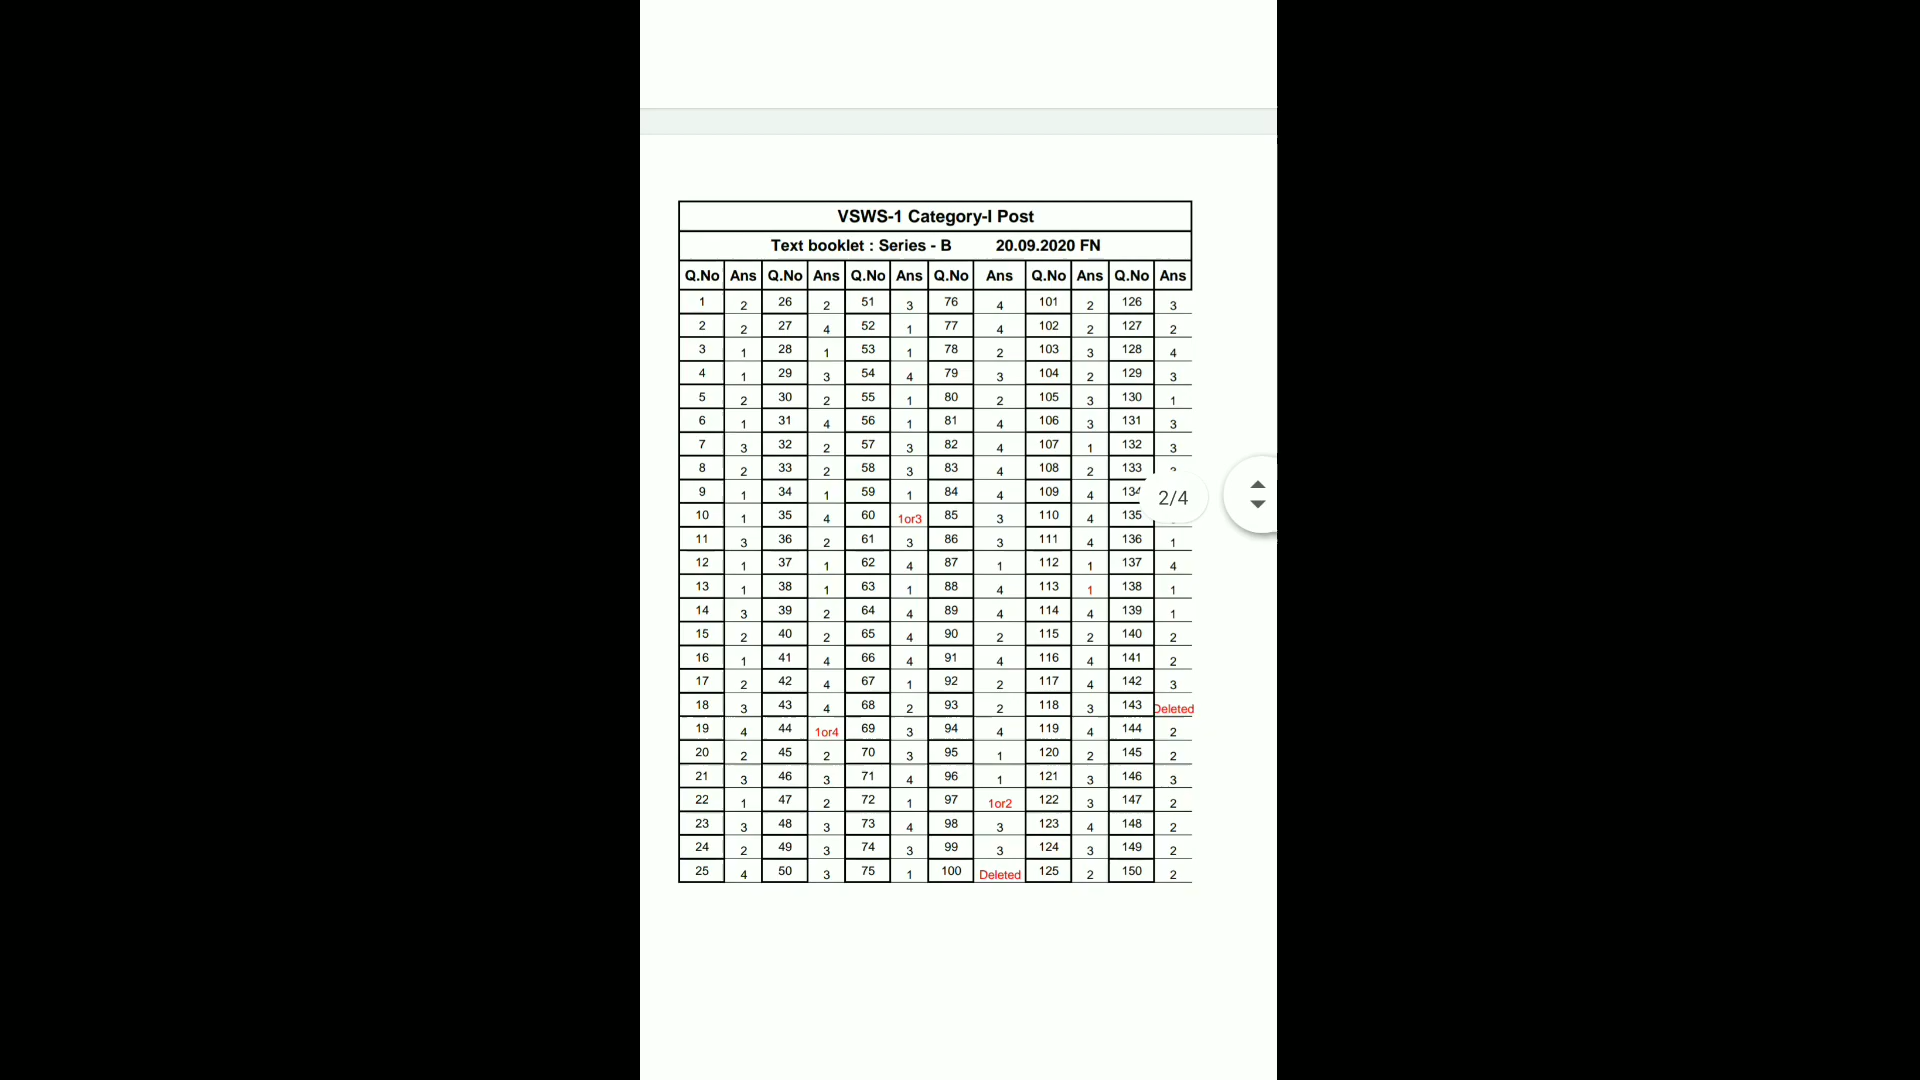 VSWS-1 Category-I Post
Text booklet : Series - B 20.09.2020 FN
Q.No Ans Q.No Ans Q.No Ans Q.No Ans Q.No Ans Q.No Ans
1 2 26 2 51 3 76 4 101 2 126 3
2 2 27 4 52 1 77 4 102 2 127 2
3 1 28 1 53 1 78 2 103 3 128 4
4 1 29 3 54 4 79 3 104 2 129 3
5 2 30 2 55 1 80 2 105 3 130 1
6 1 31 4 56 1 81 4 106 3 131 3
7 3 32 2 57 3 82 4 107 1 132 3
8 2 33 2 58 3 83 4 108 2 133
9 1 34 1 59 1 84 4 109 4 134
2/4
10 1 35 4 60 1or3 85 3 110 4 135
11 3 36 2 61 3 86 3 111 4 136 1
12 1 37 1 62 4 87 1 112 1 137 4
13 1 38 1 63 1 88 4 113 1 138 1
14 3 39 2 64 4 89 4 114 4 139 1
15 2 40 2 65 4 90 2 115 2 140 2
16 1 41 4 66 4 91 4 116 4 141 2
17 2 42 4 67 1 92 2 117 4 142 3
18 3 43 4 68 2 93 2 118 3 143 Deleted
19 4 44 1or4 69 3 94 4 119 4 144 2
20 2 45 2 70 3 95 1 120 2 145 2
21 3 46 3 71 4 96 1 121 3 146 3
22 1 47 2 72 1 97 1or2 122 3 147 2
23 3 48 3 73 4 98 3 123 4 148 2
24 2 49 3 74 3 99 3 124 3 149 2
25 4 50 3 75 1 100 Deleted 125 2 150 2